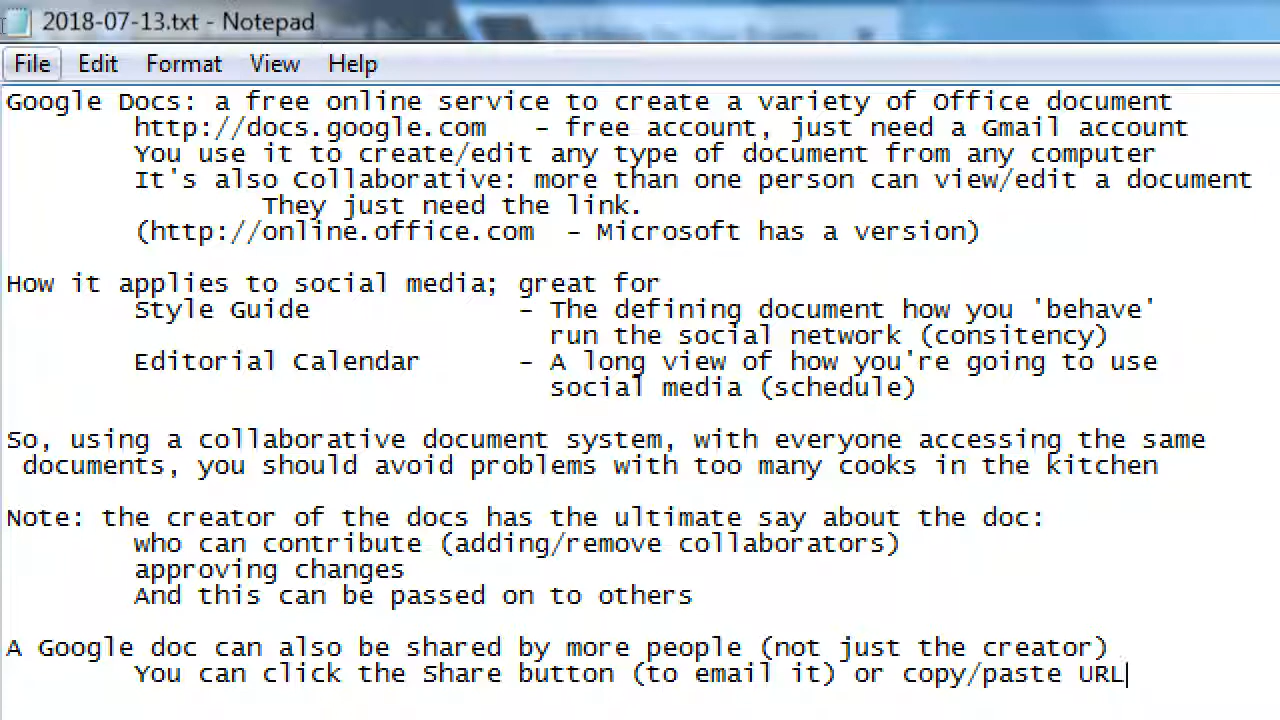 2018-07-13.txt - Notepad
File Edit Format View Help
Google Docs: a free online service to create a variety of Office document
http://docs.google.com - free account, just need a Gmail account
You use it to create/edit any type of document from any computer
It's also Collaborative: more than one person can view/edit a document
They just need the link.
(http://online.office.com - Microsoft has a version)
How it applies to social media; great for
Style Guide - The defining document how you 'behave'
run the social network (consitency)
Editorial Calendar - A long view of how you're going to use
social media (schedule)
So, using a collaborative document system, with everyone accessing the same
documents, you should avoid problems with too many cooks in the kitchen
Note: the creator of the docs has the ultimate say about the doc:
who can contribute (adding/remove collaborators)
approving changes
And this can be passed on to others
A Google doc can also be shared by more people (not just the creator)
You can click the Share button (to email it) or copy/paste URL